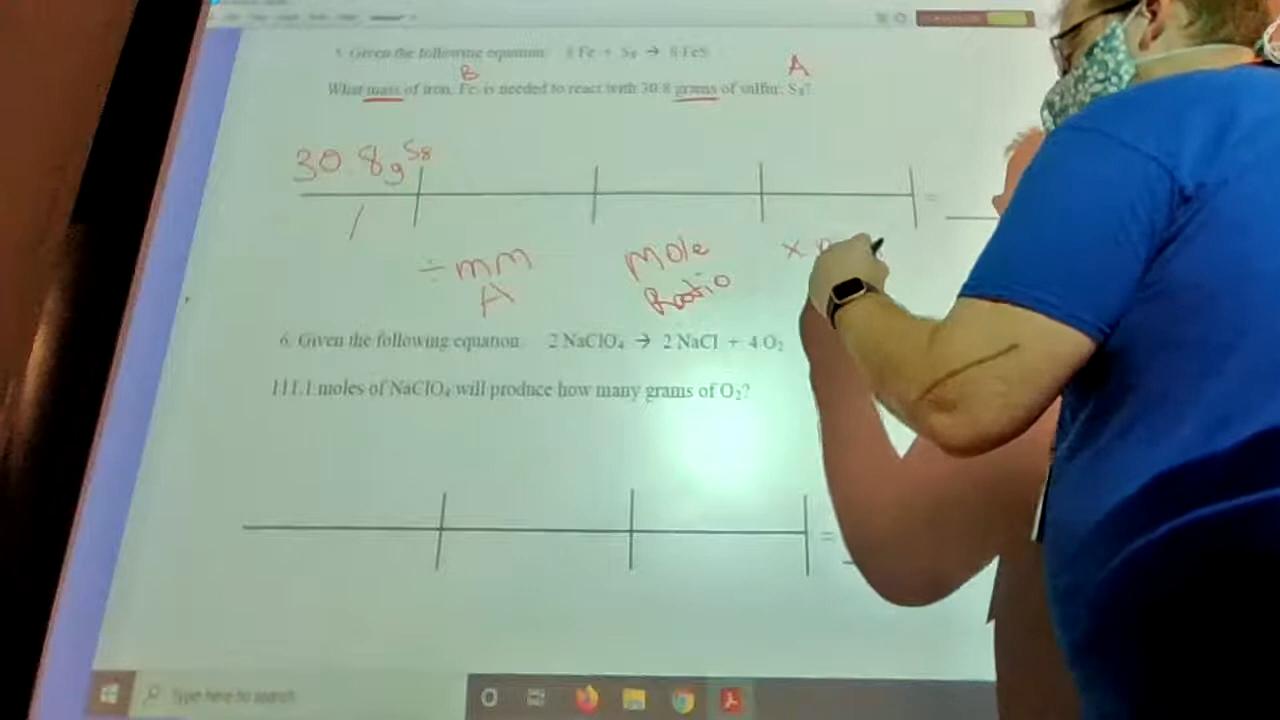 Given the following equation: 8 Fe + S₈ → 8 FeS
B A
What mass of iron, Fe, is needed to react with 30.8 grams of sulfur, S₈?
30.8g S8
=
/
÷ mm
A
Mole
Ratio
x
6. Given the following equation: 2 NaClO₄ → 2 NaCl + 4 O₂
111.1 moles of NaClO₄ will produce how many grams of O₂?
=
Type here to search